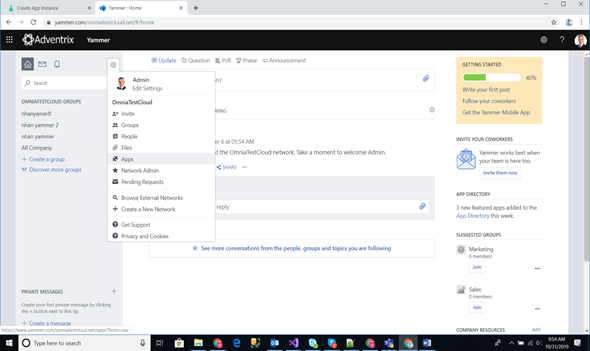 Create App Instance
Yammer : Home
yammer.com/omniatestcloud.net/#/home
Adventrix
Yammer
Search
OMNIATESTCLOUD GROUPS
nhanyamer8
nhan yammer 2
nhan yammer
All Company
+ Create a group
Discover more groups
PRIVATE MESSAGES
Create your first private message by clicking
the + button next to this tip.
+ Create a message
https://www.yammer.com/omniatestcloud.net/apps?from=nav
Admin
Edit Settings
OmniaTestCloud
Invite
Groups
People
Files
Apps
Network Admin
Pending Requests
Browse External Networks
Create a New Network
Get Support
Privacy and Cookies
Update
Question
Poll
Praise
Announcement
6 at 05:54 AM
the OmniaTestCloud network. Take a moment to welcome Admin.
SHARE
reply
See more conversations from the people, groups and topics you are following
GETTING STARTED
40%
Write your first post
Follow your coworkers
Get the Yammer Mobile App
INVITE YOUR COWORKERS
Yammer works best when
your team is here too.
Invite them now
APP DIRECTORY
3 new featured apps added to the
App Directory this week.
SUGGESTED GROUPS
Marketing
0 members
Join
Sales
0 members
Join
COMPANY RESOURCES
Add
Type here to search
9:54 AM
10/31/2019